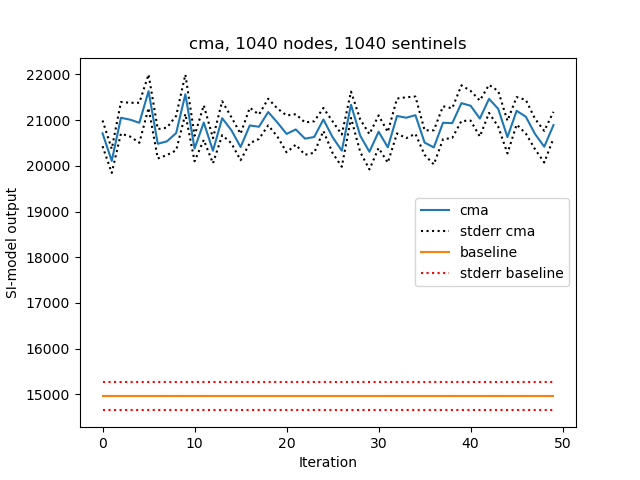 cma, 1040 nodes, 1040 sentinels
22000
21000
20000
19000
18000
17000
16000
15000
SI-model output
cma
stderr cma
baseline
stderr baseline
0 10 20 30 40 50
Iteration